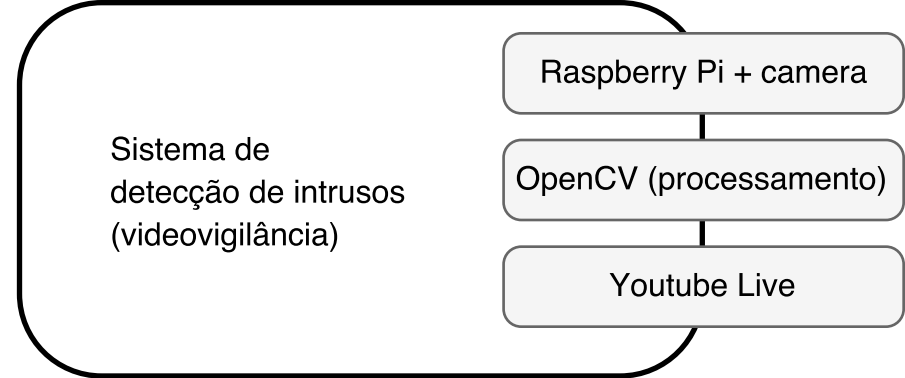 Sistema de
detecção de intrusos
(videovigilância)
Raspberry Pi + camera
OpenCV (processamento)
Youtube Live